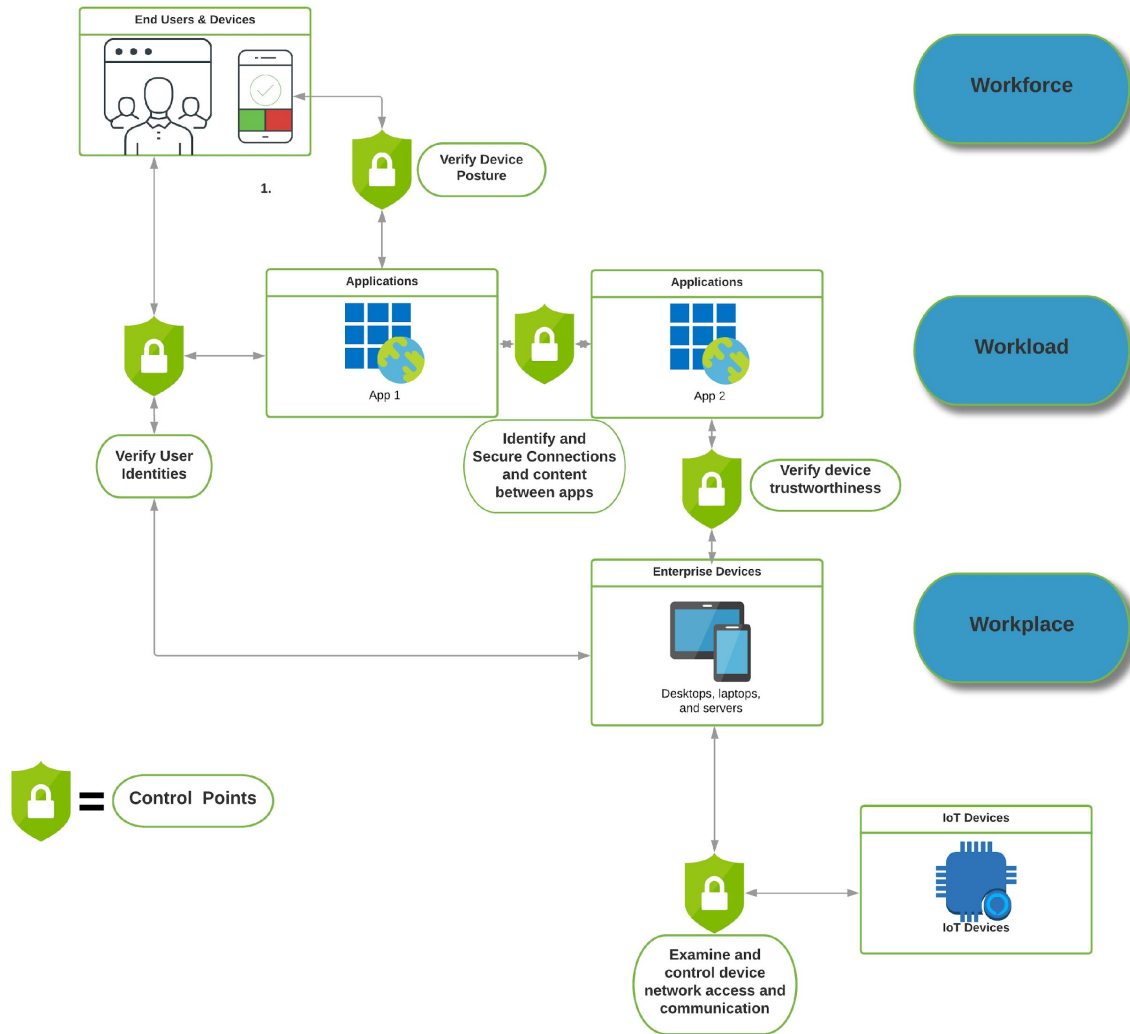 End Users & Devices
Workforce
Verify Device
Posture
1.
Applications
App 1
Applications
App 2
Workload
Verify User
Identities
Identify and
Secure Connections
and content
between apps
Verify device
trustworthiness
Enterprise Devices
Desktops, laptops,
and servers
Workplace
= Control Points
IoT Devices
IoT Devices
Examine and
control device
network access and
communication